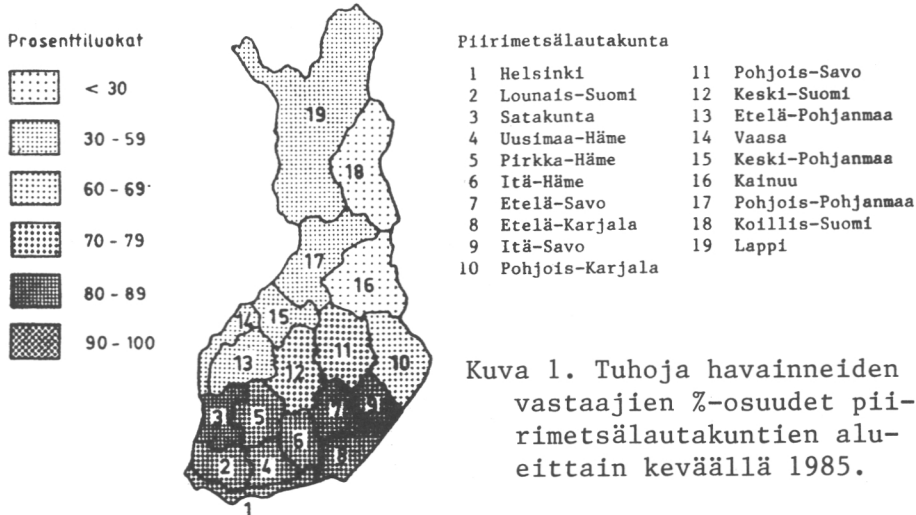 Prosenttiluokat
< 30
30 - 59
60 - 69
70 - 79
80 - 89
90 - 100
19
18
17
16
15
14
13
12
11
10
3
5
7
9
6
2
4
8
1
Piirimetsälautakunta
1 Helsinki
2 Lounais-Suomi
3 Satakunta
4 Uusimaa-Häme
5 Pirkka-Häme
6 Itä-Häme
7 Etelä-Savo
8 Etelä-Karjala
9 Itä-Savo
10 Pohjois-Karjala
11 Pohjois-Savo
12 Keski-Suomi
13 Etelä-Pohjanmaa
14 Vaasa
15 Keski-Pohjanmaa
16 Kainuu
17 Pohjois-Pohjanmaa
18 Koillis-Suomi
19 Lappi
Kuva 1. Tuhoja havainneiden
vastaajien %-osuudet pii-
rimetsälautakuntien alu-
eittain keväällä 1985.